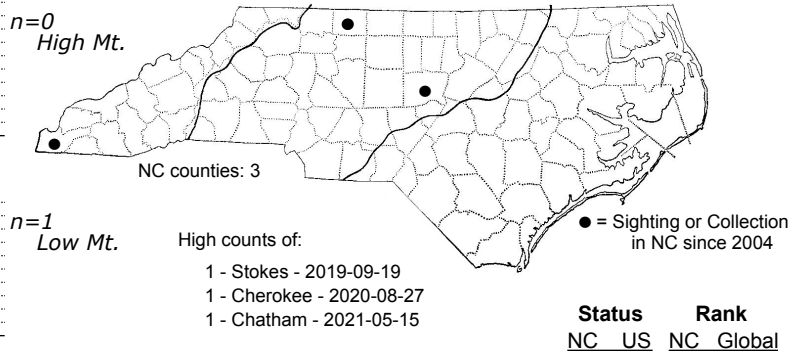 n=0
High Mt.
NC counties: 3
n=1
Low Mt.
High counts of:
1 - Stokes - 2019-09-19
1 - Cherokee - 2020-08-27
1 - Chatham - 2021-05-15
● = Sighting or Collection
in NC since 2004
Status Rank
NC US NC Global